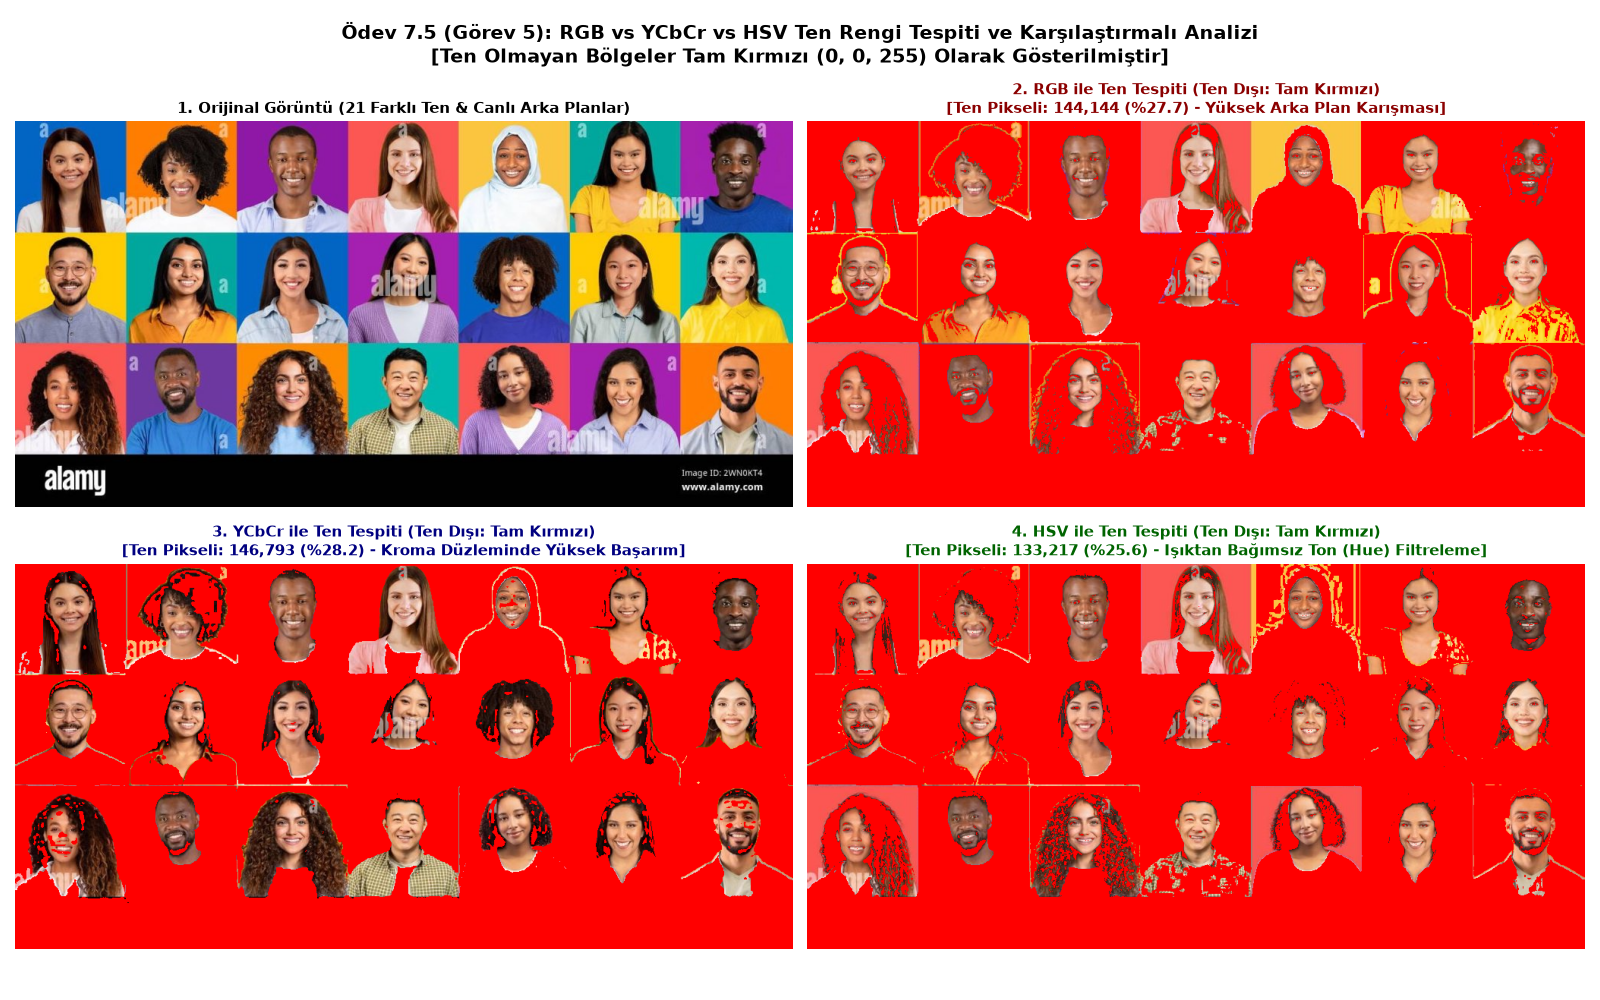 Ödev 7.5 (Görev 5): RGB vs YCbCr vs HSV Ten Rengi Tespiti ve Karşılaştırmalı Analizi
[Ten Olmayan Bölgeler Tam Kırmızı (0, 0, 255) Olarak Gösterilmiştir]
1. Orijinal Görüntü (21 Farklı Ten & Canlı Arka Planlar)
2. RGB ile Ten Tespiti (Ten Dışı: Tam Kırmızı)
[Ten Pikseli: 144,144 (%27.7) - Yüksek Arka Plan Karışması]
a
a
a
alamy
a
alamy
a
a
alamy
a
a
a
alamy
alamy
a
a
alamy
Image ID: 2WN0KT4
www.alamy.com
3. YCbCr ile Ten Tespiti (Ten Dışı: Tam Kırmızı)
[Ten Pikseli: 146,793 (%28.2) - Kroma Düzleminde Yüksek Başarım]
4. HSV ile Ten Tespiti (Ten Dışı: Tam Kırmızı)
[Ten Pikseli: 133,217 (%25.6) - Işıktan Bağımsız Ton (Hue) Filtreleme]